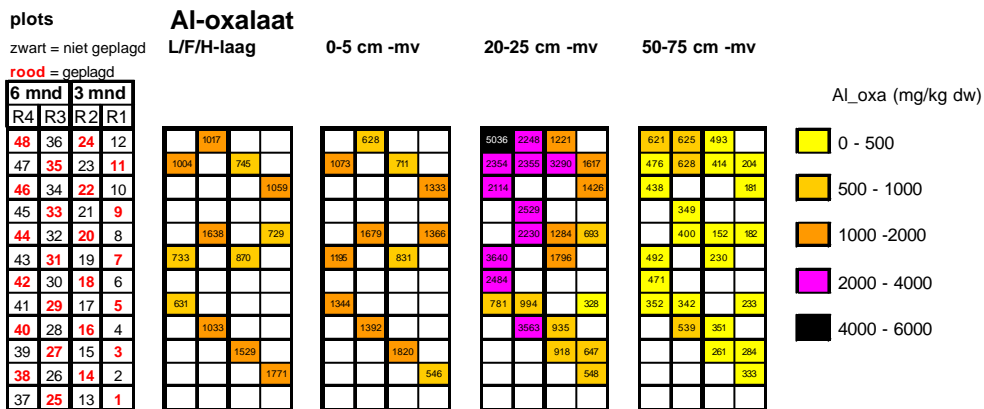 plots Al-oxalaat
zwart = niet geplagd L/F/H-laag 0-5 cm -mv 20-25 cm -mv 50-75 cm -mv
rood = geplagd
6 mnd 3 mnd Al_oxa (mg/kg dw)
R4 R3 R2 R1
48 36 24 12 1017 628 5036 2248 1221 621 625 493 0 - 500
47 35 23 11 1004 745 1073 711 2354 2355 3290 1617 476 628 414 204
46 34 22 10 1059 1333 2114 1426 438 181 500 - 1000
45 33 21 9 2529 349
44 32 20 8 1638 729 1679 1366 2230 1284 693 400 152 182 1000 -2000
43 31 19 7 733 870 1195 831 3640 1796 492 230
42 30 18 6 2484 471 2000 - 4000
41 29 17 5 631 1344 781 994 328 352 342 233
40 28 16 4 1033 1392 3563 935 539 351 4000 - 6000
39 27 15 3 1529 1820 918 647 261 284
38 26 14 2 1771 546 548 333
37 25 13 1